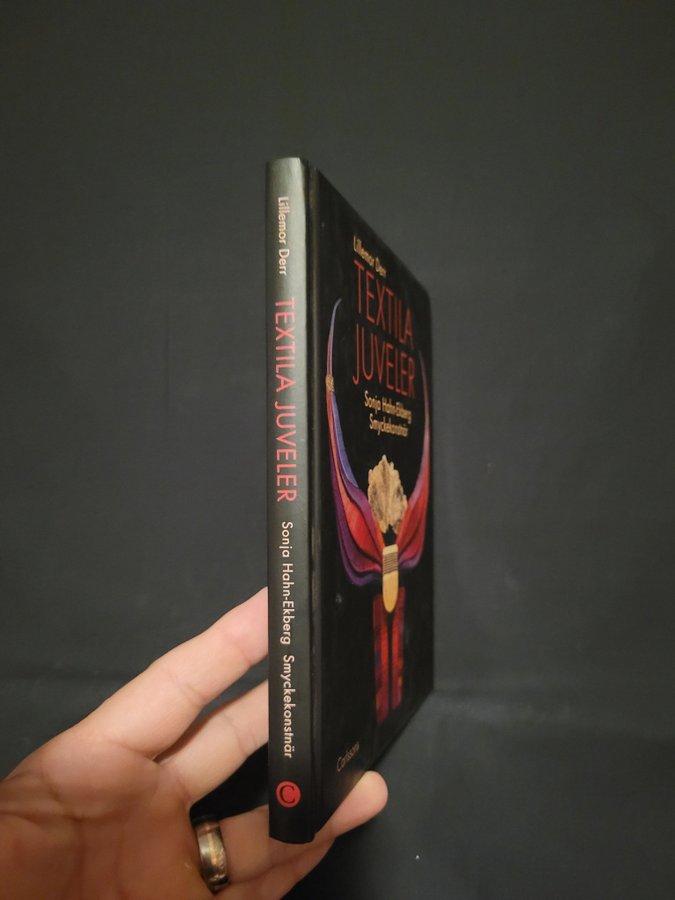 Lillemor Derr
TEXTILA JUVELER
Sonja Hahn-Ekberg Smyckekonstnär
C
Lillemor Derr
TEXTILA
JUVELER
Sonja Hahn-Ekberg
Smyckekonstnär
Carlssons